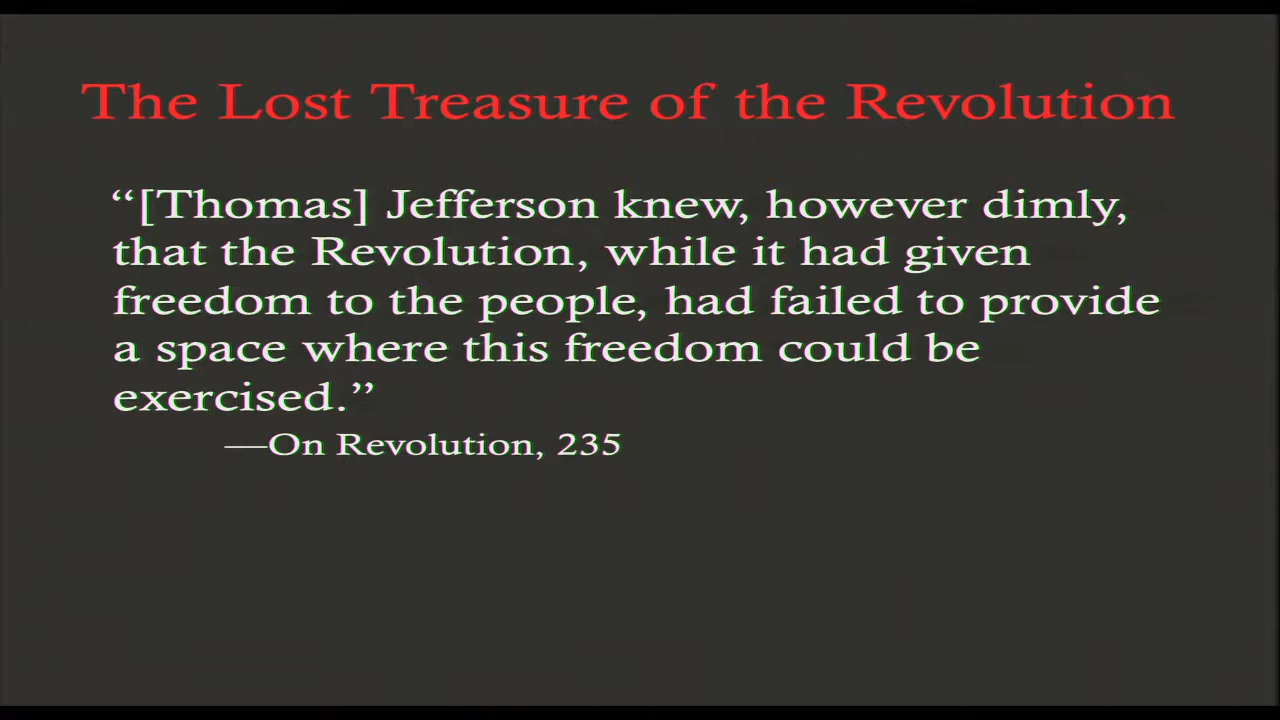 The Lost Treasure of the Revolution
“[Thomas] Jefferson knew, however dimly,
that the Revolution, while it had given
freedom to the people, had failed to provide
a space where this freedom could be
exercised.”
—On Revolution, 235